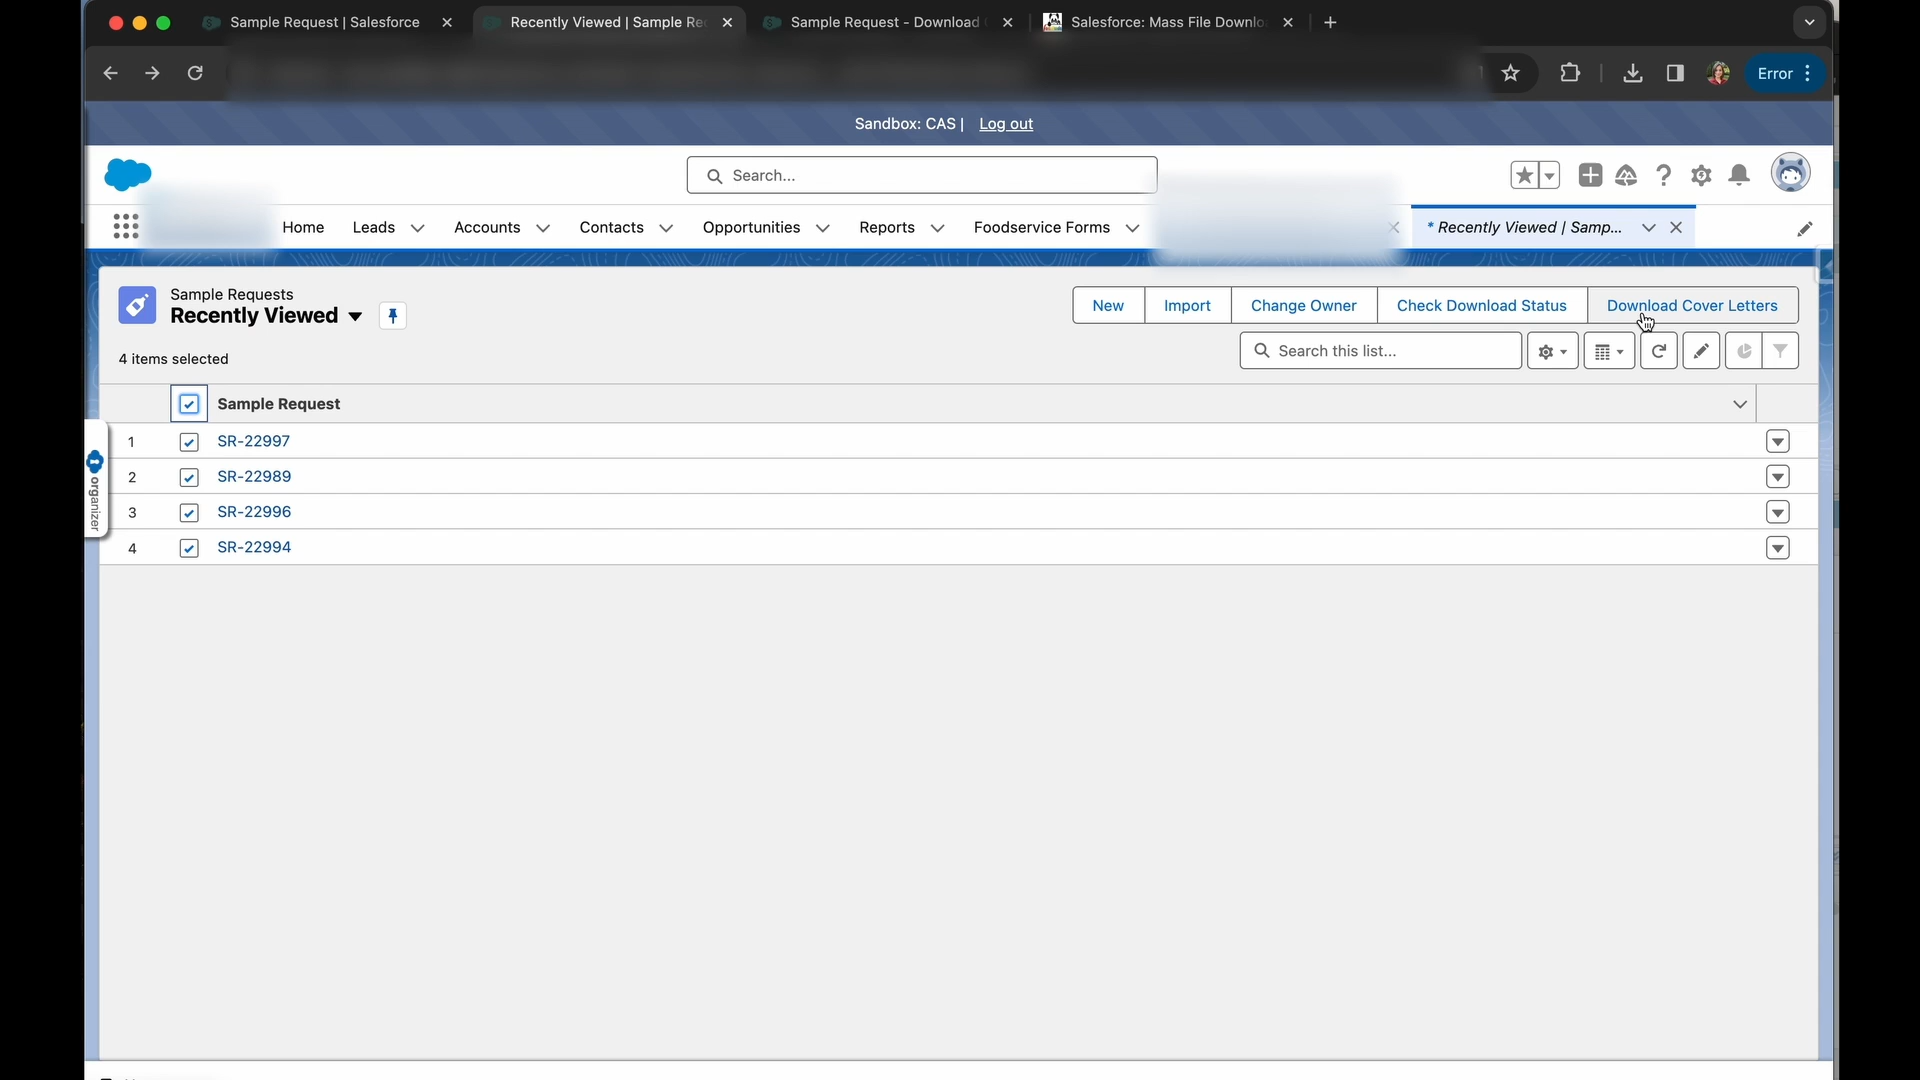 Sample Request | Salesforce
Recently Viewed | Sample Re
Sample Request - Download
Salesforce: Mass File Downlo
Error
Sandbox: CAS | Log out
Search...
Home
Leads
Accounts
Contacts
Opportunities
Reports
Foodservice Forms
* Recently Viewed | Samp...
Sample Requests
Recently Viewed
New
Import
Change Owner
Check Download Status
Download Cover Letters
4 items selected
Search this list...
Sample Request
1 SR-22997
2 SR-22989
3 SR-22996
4 SR-22994
organizer